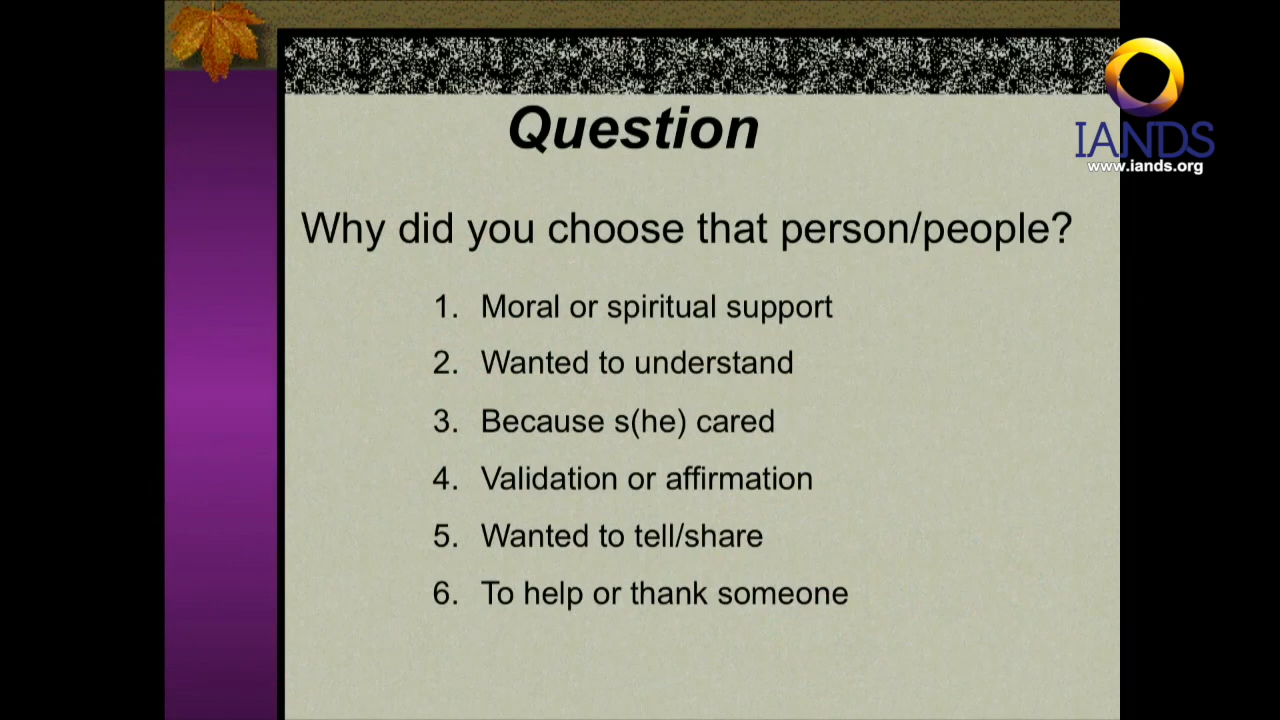 Question
IANDS
www.iands.org
Why did you choose that person/people?
1. Moral or spiritual support
2. Wanted to understand
3. Because s(he) cared
4. Validation or affirmation
5. Wanted to tell/share
6. To help or thank someone